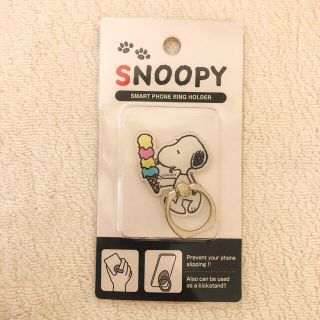 SNOOPY
SMART PHONE RING HOLDER
Prevent your phone
slipping !!
Also can be used
as a kickstand!!